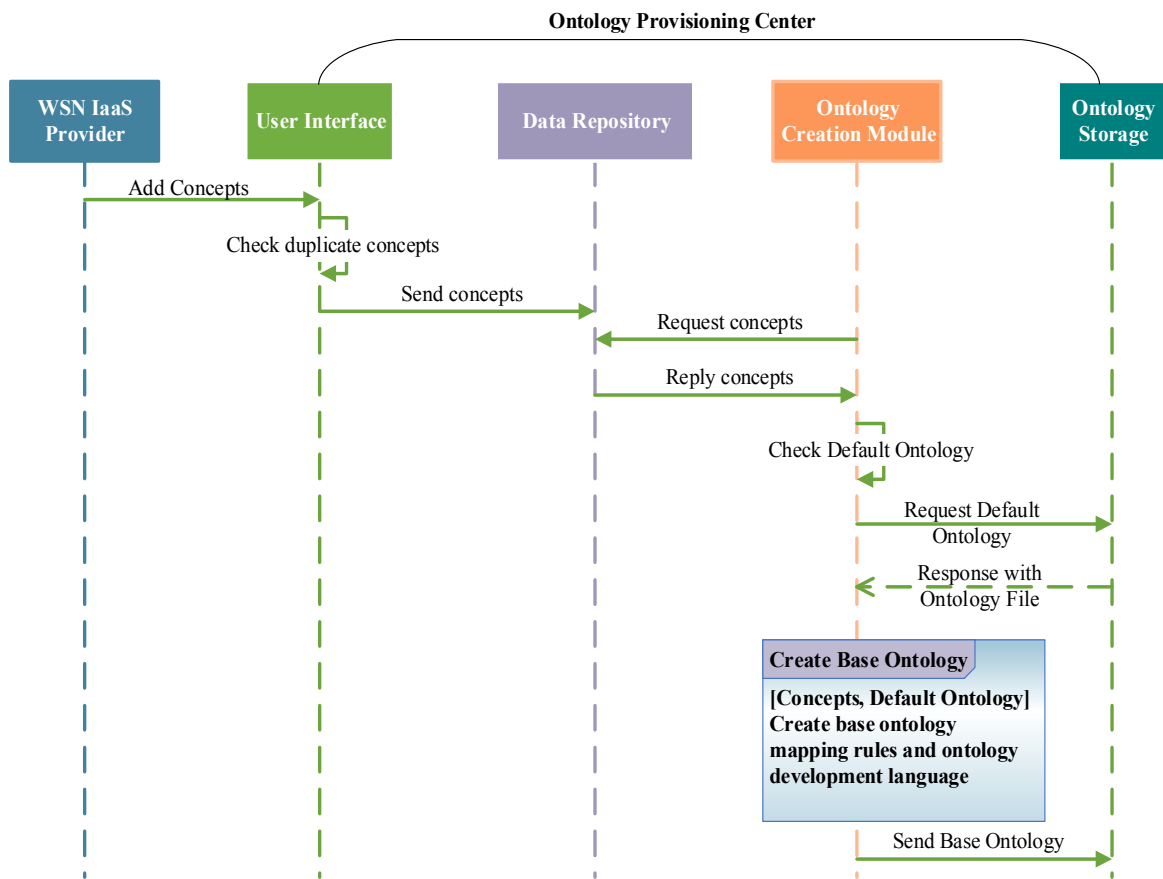 Ontology Provisioning Center
WSN IaaS
Provider
User Interface
Data Repository
Ontology
Creation Module
Ontology
Storage
Add Concepts
Check duplicate concepts
Send concepts
Request concepts
Reply concepts
Check Default Ontology
Request Default
Ontology
Response with
Ontology File
Create Base Ontology
[Concepts, Default Ontology]
Create base ontology
mapping rules and ontology
development language
Send Base Ontology